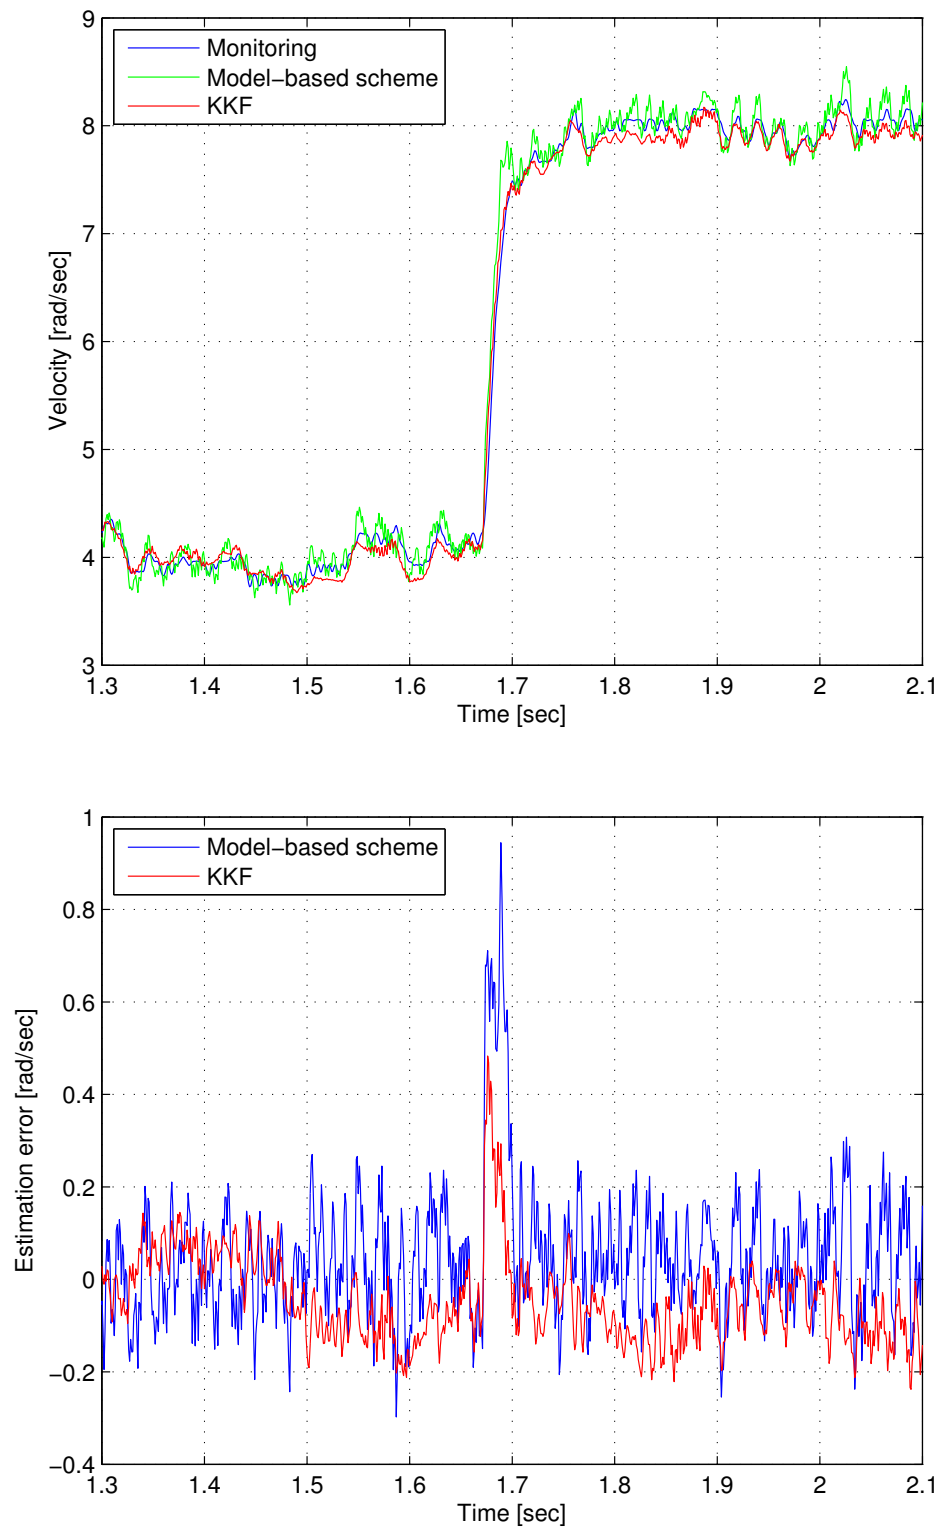 9
8
7
6
5
4
3
Velocity [rad/sec]
Monitoring
Model−based scheme
KKF
1.3 1.4 1.5 1.6 1.7 1.8 1.9 2 2.1
Time [sec]
1
0.8
0.6
0.4
0.2
0
−0.2
−0.4
Estimation error [rad/sec]
Model−based scheme
KKF
1.3 1.4 1.5 1.6 1.7 1.8 1.9 2 2.1
Time [sec]